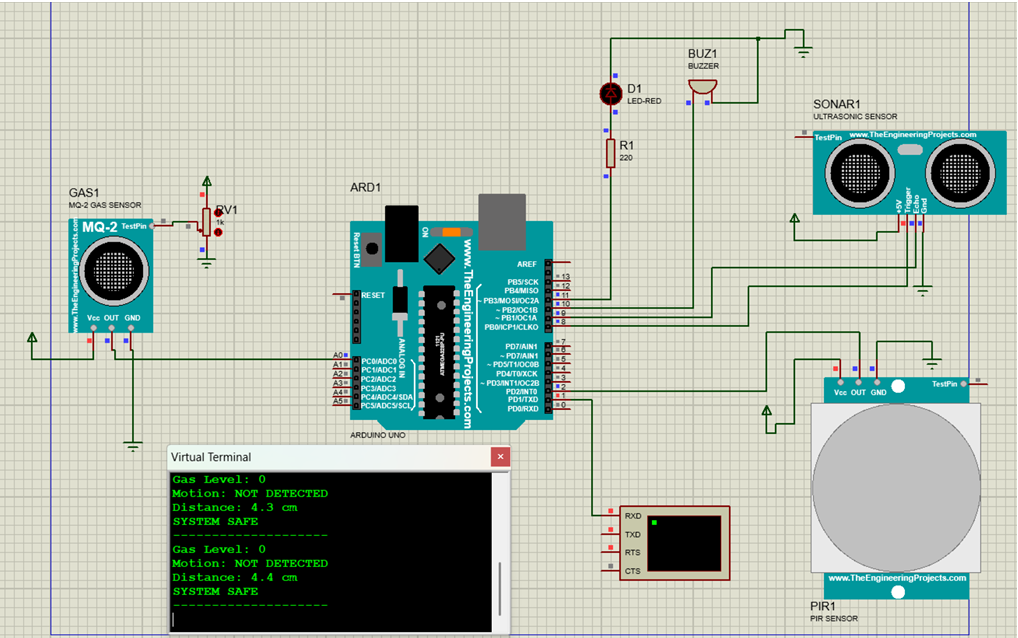 BUZ1
BUZZER
D1
LED-RED
R1
220
SONAR1
ULTRASONIC SENSOR
TestPin
www.TheEngineeringProjects.com
+5V
Trigger
Echo
Gnd
GAS1
MQ-2 GAS SENSOR
MQ-2
TestPin
www.TheEngineeringProjects.com
Vcc OUT GND
RV1
1k
ARD1
Reset BTN
ON
www.TheEngineeringProjects.com
RESET
ANALOG IN
A0
A1
A2
A3
A4
A5
PC0/ADC0
PC1/ADC1
PC2/ADC2
PC3/ADC3
PC4/ADC4/SDA
PC5/ADC5/SCL
AREF
PB5/SCK 13
PB4/MISO 12
~ PB3/MOSI/OC2A 11
~ PB2/OC1B 10
~ PB1/OC1A 9
PB0/ICP1/CLKO 8
PD7/AIN1 7
~ PD7/AIN1 6
~ PD5/T1/OC0B 5
PD4/T0/XCK 4
~ PD3/INT1/OC2B 3
PD2/INT0 2
PD1/TXD 1
PD0/RXD 0
ARDUINO UNO
Virtual Terminal
Gas Level: 0
Motion: NOT DETECTED
Distance: 4.3 cm
SYSTEM SAFE
---------------------
Gas Level: 0
Motion: NOT DETECTED
Distance: 4.4 cm
SYSTEM SAFE
---------------------
RXD
TXD
RTS
CTS
Vcc OUT GND
TestPin
www.TheEngineeringProjects.com
PIR1
PIR SENSOR